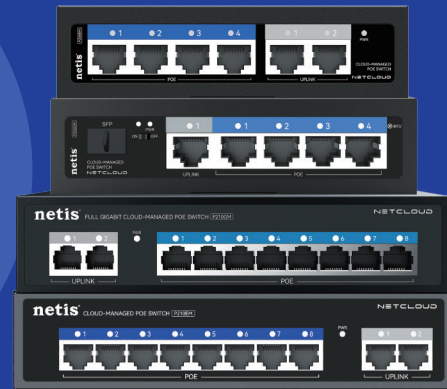 1 2 3 4 1 2
PWR
netis
POE UPLINK
CLOUD-MANAGED
POE SWITCH
NETCLOUD
SFP
PWR
ON OFF
1 1 2 3 4 6KV
netis
CLOUD-MANAGED
POE SWITCH
NETCLOUD
UPLINK POE
netis FULL GIGABIT CLOUD-MANAGED POE SWITCH P210GM NETCLOUD
1 2 PWR 1 2 3 4 5 6 7 8
UPLINK POE
netis CLOUD-MANAGED POE SWITCH P210EM NETCLOUD
1 2 3 4 5 6 7 8 PWR 1 2
POE UPLINK